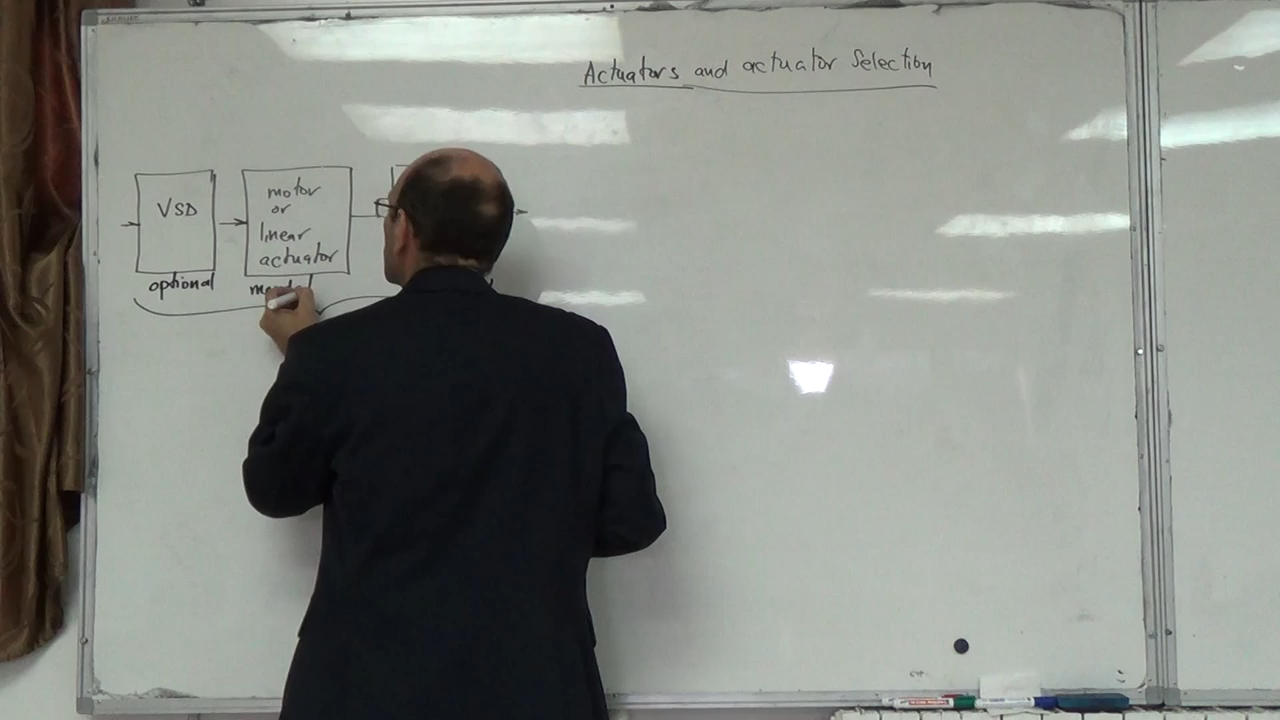 Actuators and actuator Selection
VSD
optional
motor
or
linear
actuator